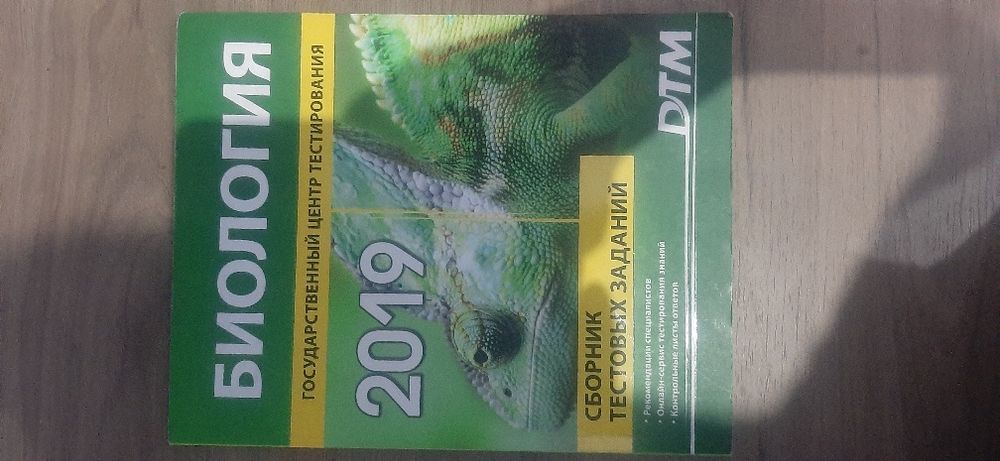 БИОЛОГИЯ
ГОСУДАРСТВЕННЫЙ ЦЕНТР ТЕСТИРОВАНИЯ
2019
СБОРНИК
ТЕСТОВЫХ ЗАДАНИЙ
• Рекомендации специалистов
• Онлайн-сервис тестирования знаний
• Контрольные листы ответов
DTM